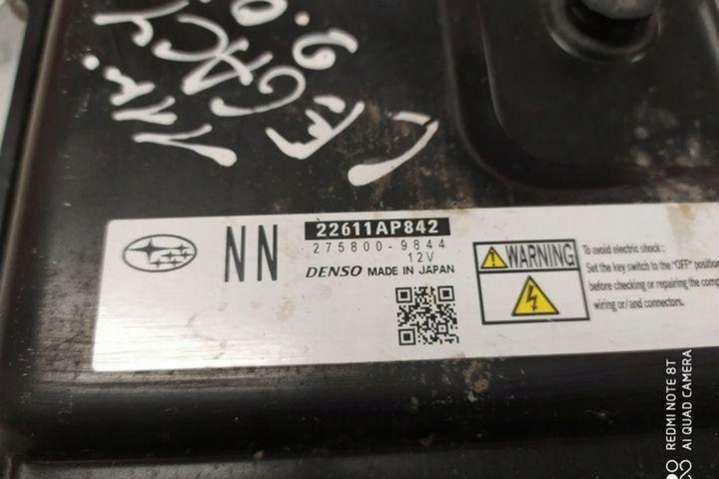 LEGACY
NN
22611AP842
275800-9844
12V
DENSO MADE IN JAPAN
WARNING
To avoid electric shock :
Set the key switch to the "OFF" position
before checking or repairing the
wiring or/and connectors.
REDMI NOTE 8T
AI QUAD CAMERA